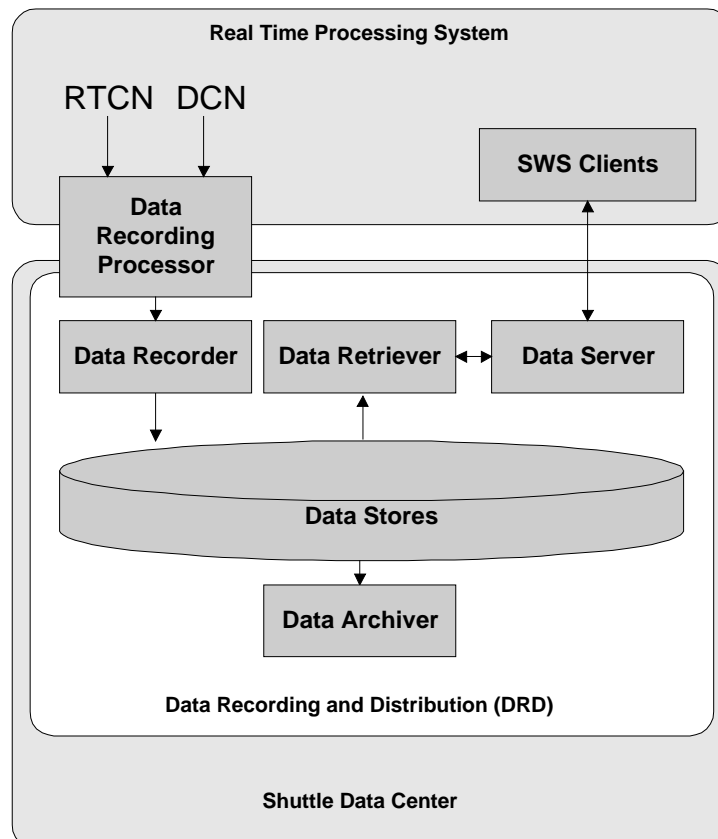 Real Time Processing System
RTCN DCN
SWS Clients
Data
Recording
Processor
Data Recorder
Data Retriever
Data Server
Data Stores
Data Archiver
Data Recording and Distribution (DRD)
Shuttle Data Center